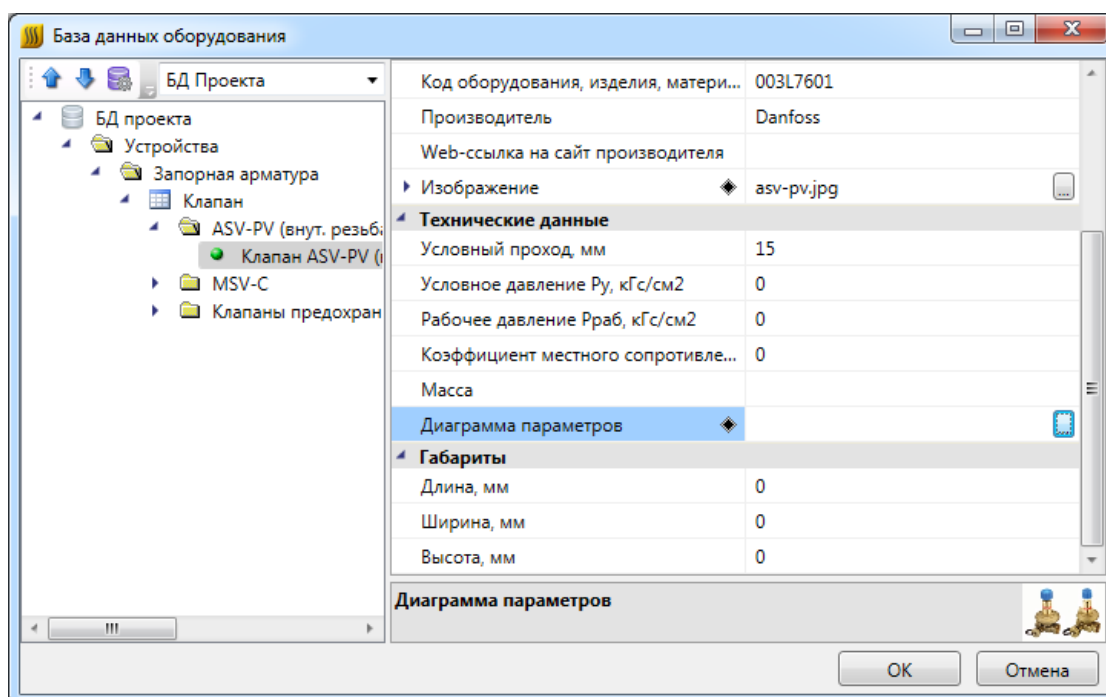 База данных оборудования
БД Проекта
БД проекта
Устройства
Запорная арматура
Клапан
ASV-PV (внут. резьб
Клапан ASV-PV (
MSV-C
Клапаны предохран
Код оборудования, изделия, матери... 003L7601
Производитель Danfoss
Web-ссылка на сайт производителя
Изображение asv-pv.jpg ...
Технические данные
Условный проход, мм 15
Условное давление Ру, кГс/см2 0
Рабочее давление Рраб, кГс/см2 0
Коэффициент местного сопротивле... 0
Масса
Диаграмма параметров ...
Габариты
Длина, мм 0
Ширина, мм 0
Высота, мм 0
Диаграмма параметров
ОК Отмена